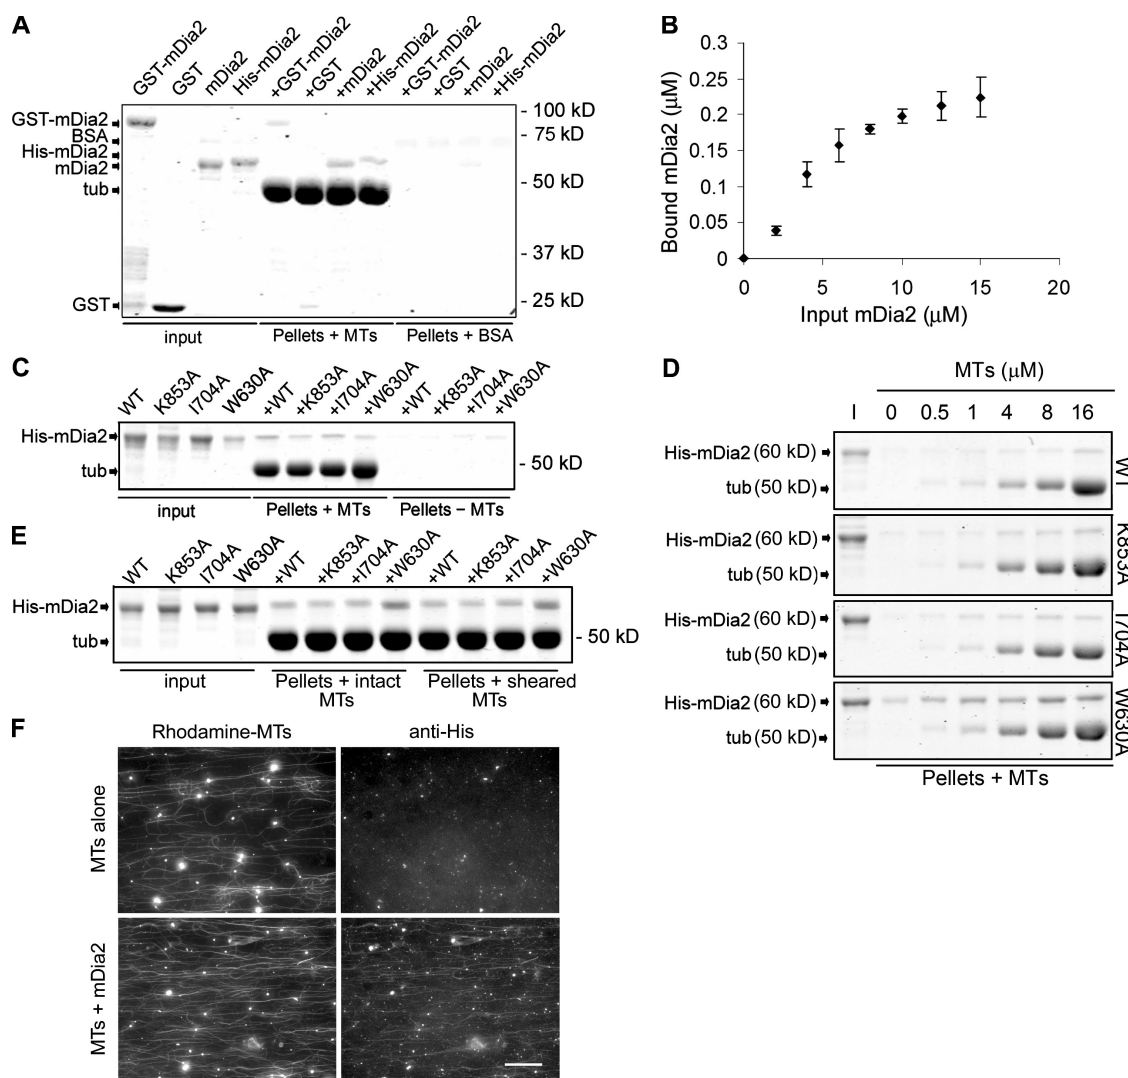 A
GST-mDia2
GST
mDia2
His-mDia2
+GST-mDia2
+GST
+mDia2
+His-mDia2
+GST-mDia2
+GST
+mDia2
+His-mDia2
GST-mDia2
BSA
His-mDia2
mDia2
tub
GST
- 100 kD
- 75 kD
- 50 kD
- 37 kD
- 25 kD
input
Pellets + MTs
Pellets + BSA
B
Bound mDia2 (μM)
0.3
0.25
0.2
0.15
0.1
0.05
0
0 5 10 15 20
Input mDia2 (μM)
C
WT
K853A
I704A
W630A
+WT
+K853A
+I704A
+W630A
+WT
+K853A
+I704A
+W630A
His-mDia2
tub
- 50 kD
input
Pellets + MTs
Pellets − MTs
D
MTs (μM)
I 0 0.5 1 4 8 16
His-mDia2 (60 kD)
tub (50 kD)
WT
His-mDia2 (60 kD)
tub (50 kD)
K853A
His-mDia2 (60 kD)
tub (50 kD)
I704A
His-mDia2 (60 kD)
tub (50 kD)
W630A
Pellets + MTs
E
WT
K853A
I704A
W630A
+WT
+K853A
+I704A
+W630A
+WT
+K853A
+I704A
+W630A
His-mDia2
tub
- 50 kD
input
Pellets + intact
MTs
Pellets + sheared
MTs
F
Rhodamine-MTs
anti-His
MTs alone
MTs + mDia2